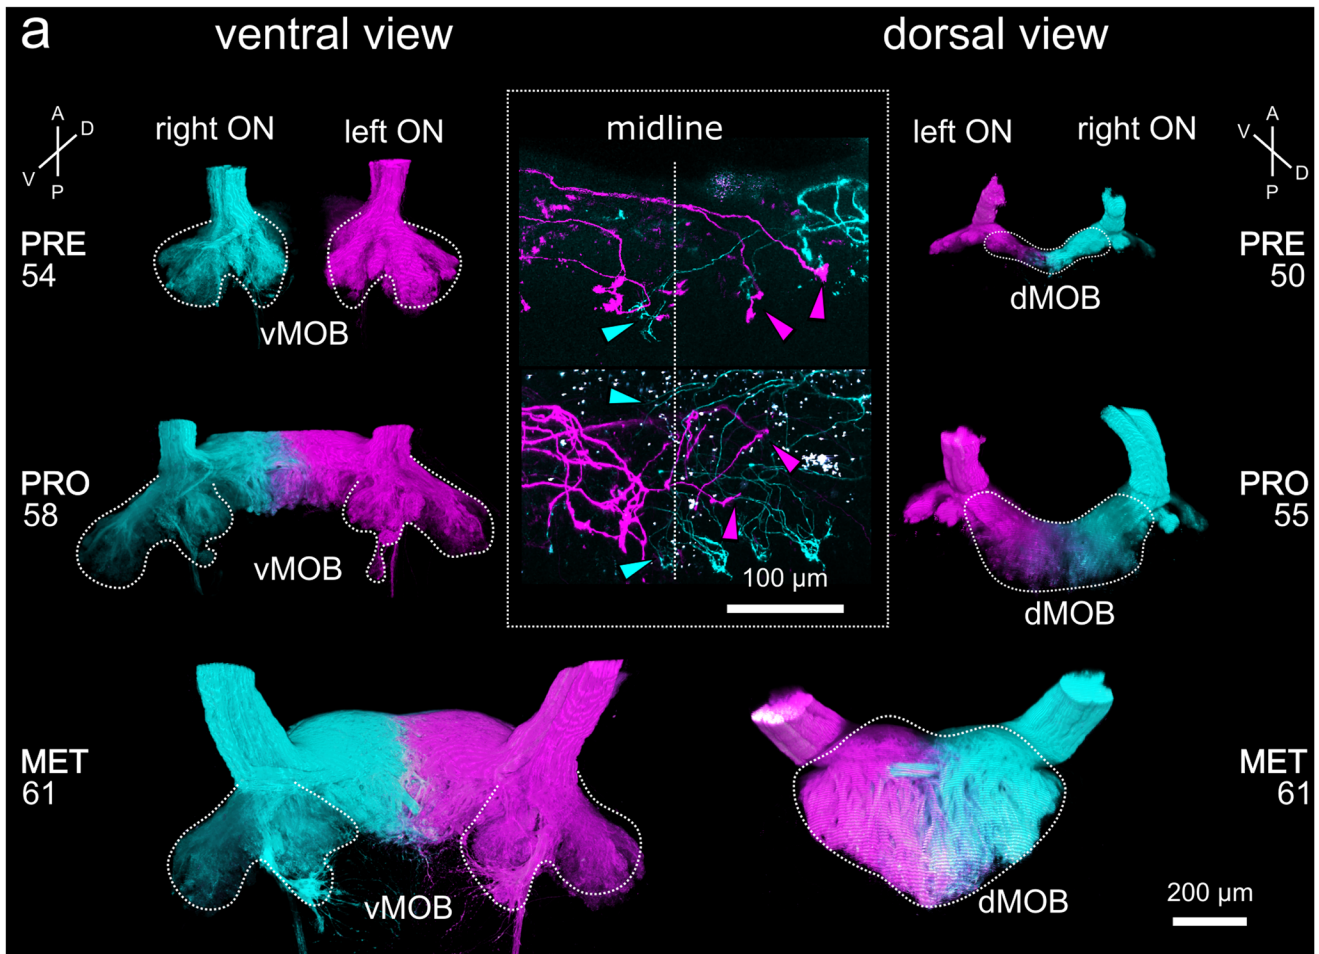 a
ventral view
dorsal view
A
D
V
P
right ON
left ON
midline
left ON
right ON
A
V
D
P
PRE
54
vMOB
dMOB
PRE
50
PRO
58
vMOB
100 µm
dMOB
PRO
55
MET
61
vMOB
dMOB
MET
61
200 µm